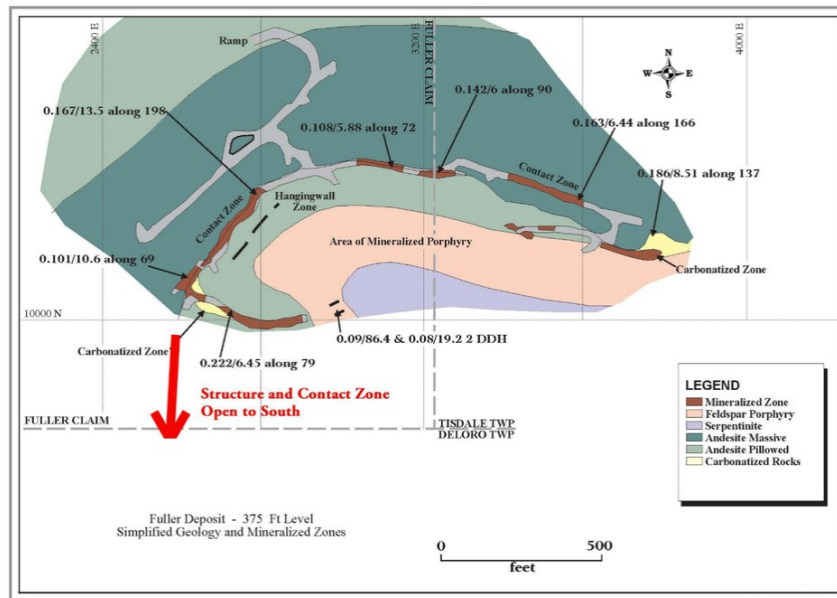 2400 E
3200 E
4000 E
Ramp
FULLER CLAIM
N
W E
S
0.142/6 along 90
0.167/13.5 along 198
0.108/5.88 along 72
0.163/6.44 along 166
Contact Zone
0.186/8.51 along 137
Hangingwall
Zone
Contact Zone
Area of Mineralized Porphyry
0.101/10.6 along 69
Carbonatized Zone
10000 N
Carbonatized Zone
0.09/86.4 & 0.08/19.2 2 DDH
0.222/6.45 along 79
Structure and Contact Zone
Open to South
FULLER CLAIM
TISDALE TWP
DELORO TWP
LEGEND
Mineralized Zone
Feldspar Porphyry
Serpentinite
Andesite Massive
Andesite Pillowed
Carbonatized Rocks
Fuller Deposit - 375 Ft Level
Simplified Geology and Mineralized Zones
0 500
feet